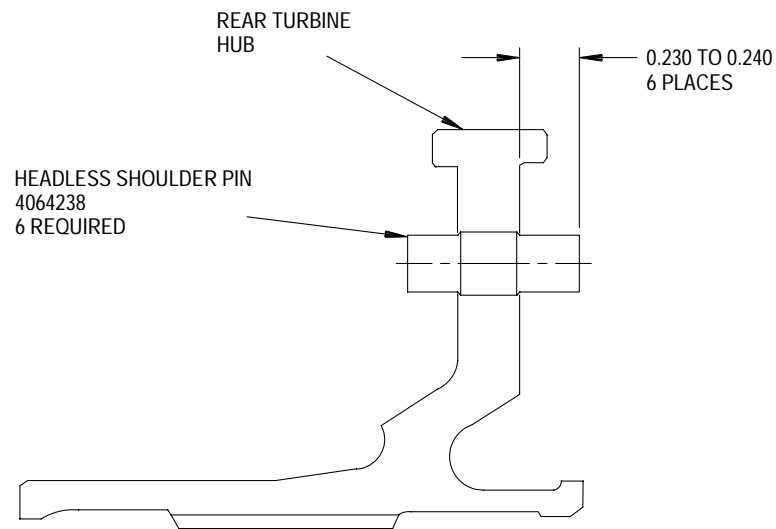 REAR TURBINE
HUB
0.230 TO 0.240
6 PLACES
HEADLESS SHOULDER PIN
4064238
6 REQUIRED